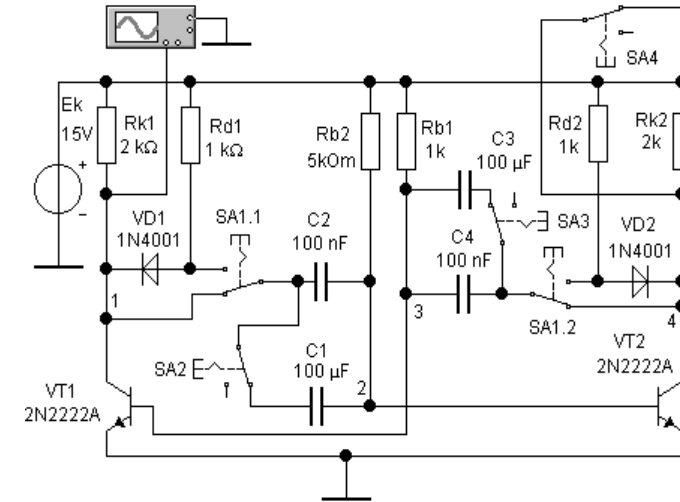 SA4
Ek
15V
+
−
Rk1
2 kΩ
Rd1
1 kΩ
Rb2
5kOm
Rb1
1k
C3
100 µF
Rd2
1k
Rk2
2k
VD1
1N4001
SA1.1
C2
100 nF
C4
100 nF
SA3
VD2
1N4001
1
3
SA1.2
4
SA2
C1
100 µF
2
VT1
2N2222A
VT2
2N2222A